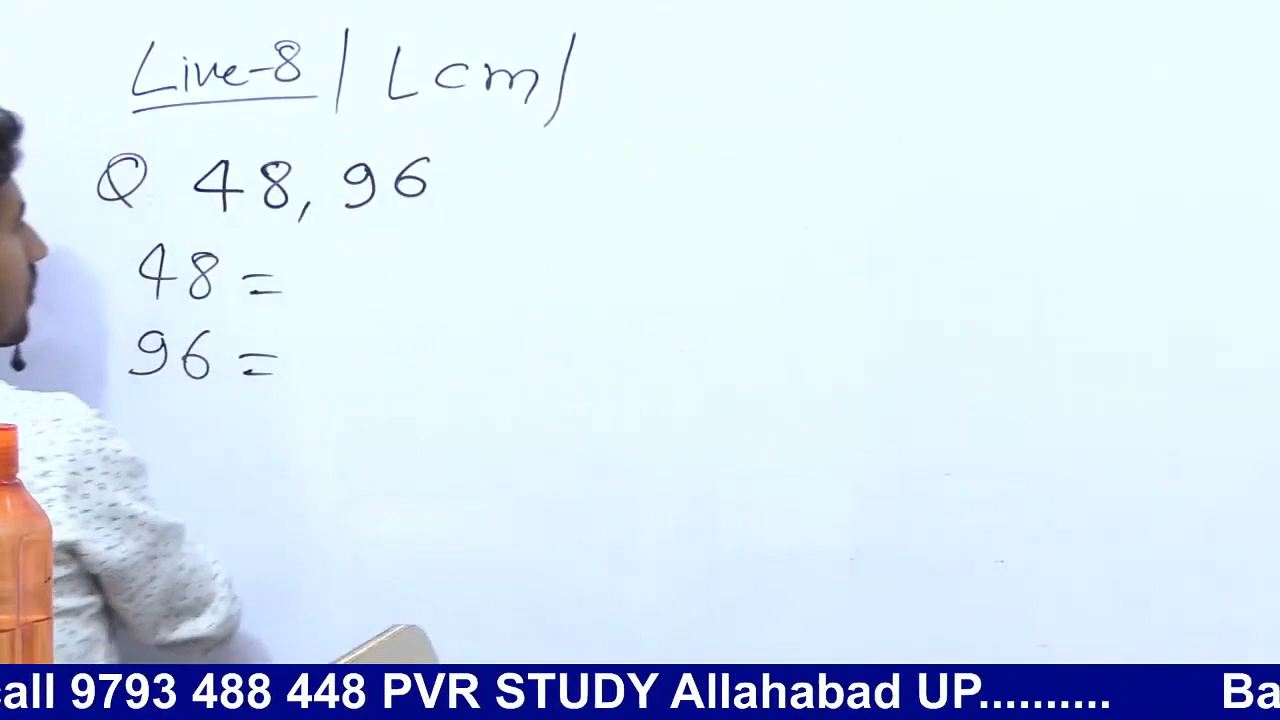 Live-8 / Lcm /
Q 48, 96
48 =
96 =
call 9793 488 448 PVR STUDY Allahabad UP.......... Ba